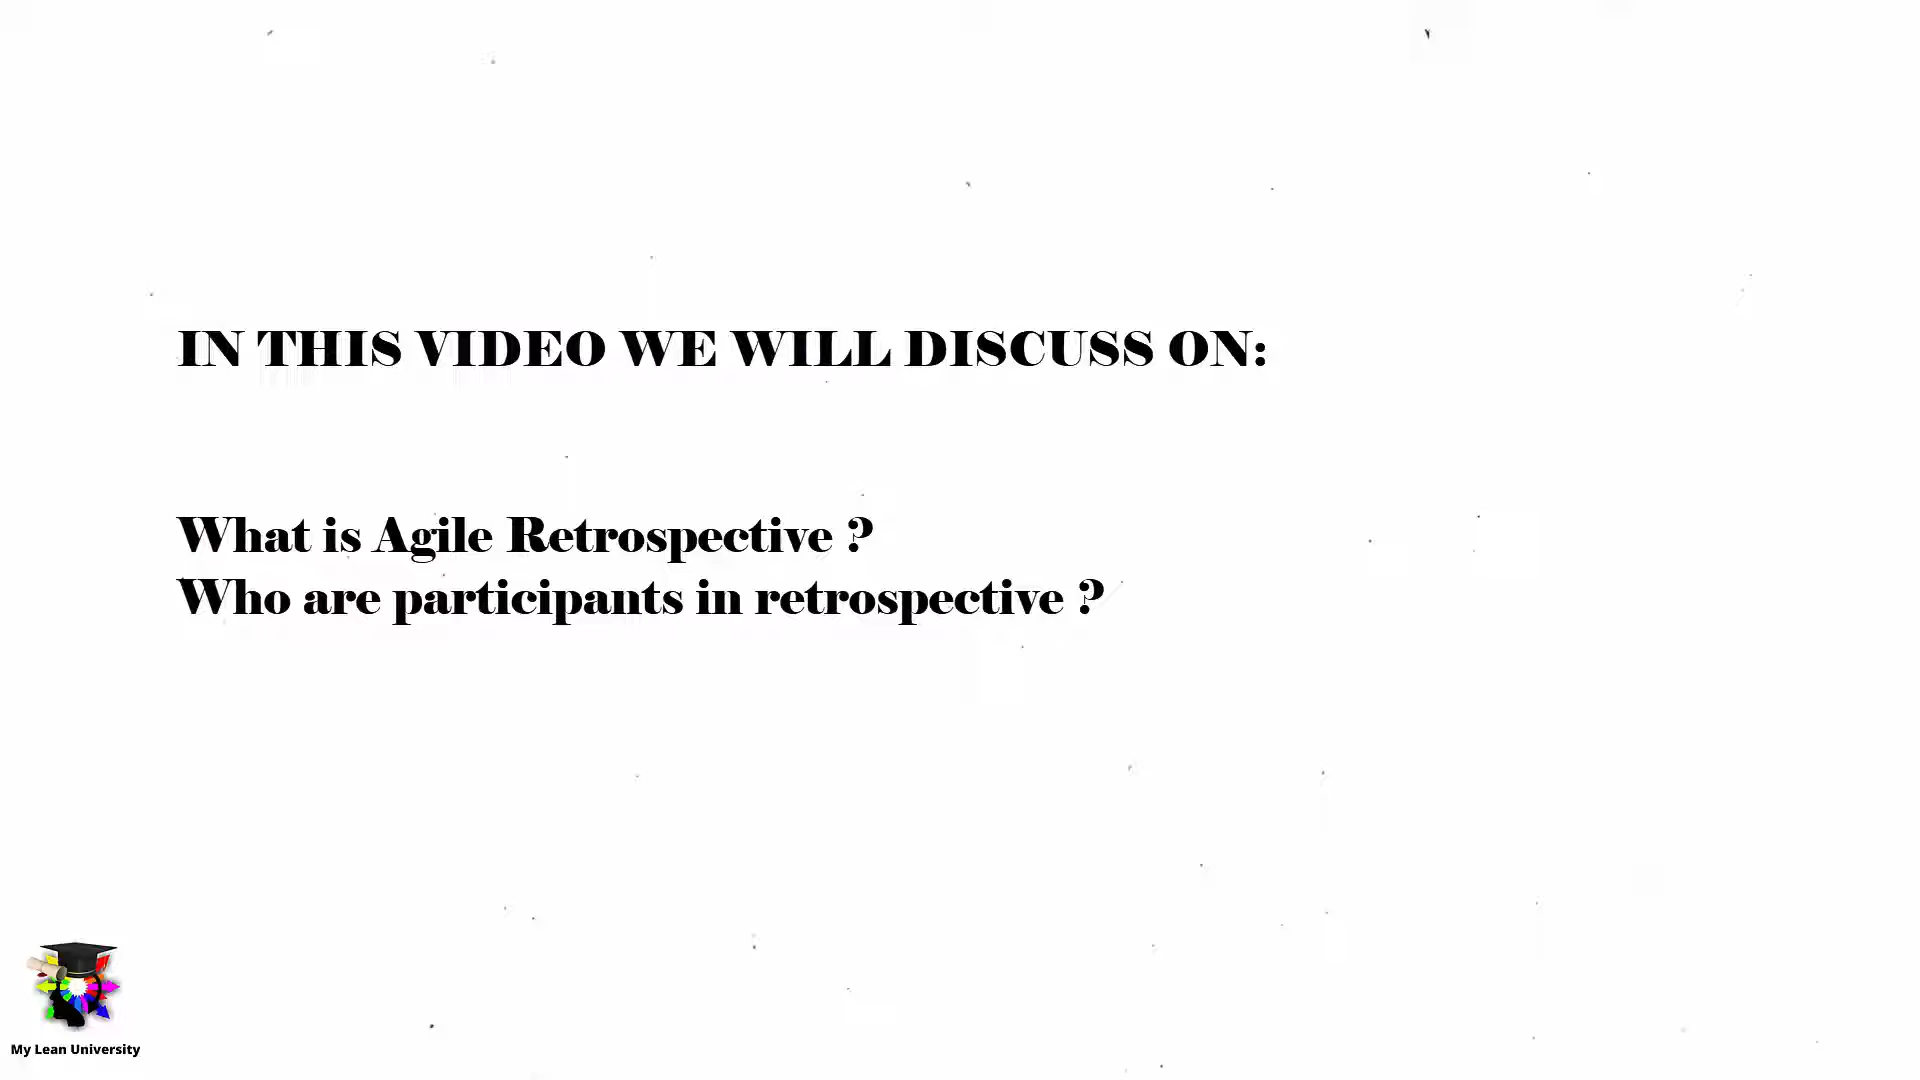 IN THIS VIDEO WE WILL DISCUSS ON:
What is Agile Retrospective ?
Who are participants in retrospective ?
My Lean University